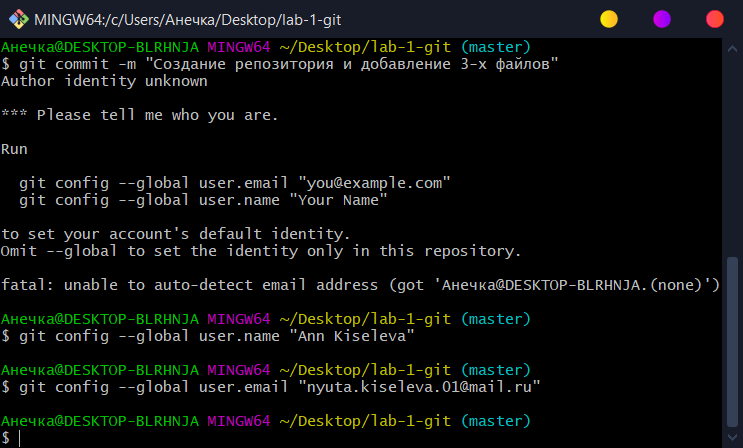 MINGW64:/c/Users/Анечка/Desktop/lab-1-git
Анечка@DESKTOP-BLRHNJA MINGW64 ~/Desktop/lab-1-git (master)
$ git commit -m "Создание репозитория и добавление 3-х файлов"
Author identity unknown
*** Please tell me who you are.
Run
git config --global user.email "you@example.com"
git config --global user.name "Your Name"
to set your account's default identity.
Omit --global to set the identity only in this repository.
fatal: unable to auto-detect email address (got 'Анечка@DESKTOP-BLRHNJA.(none)')
Анечка@DESKTOP-BLRHNJA MINGW64 ~/Desktop/lab-1-git (master)
$ git config --global user.name "Ann Kiseleva"
Анечка@DESKTOP-BLRHNJA MINGW64 ~/Desktop/lab-1-git (master)
$ git config --global user.email "nyuta.kiseleva.01@mail.ru"
Анечка@DESKTOP-BLRHNJA MINGW64 ~/Desktop/lab-1-git (master)
$